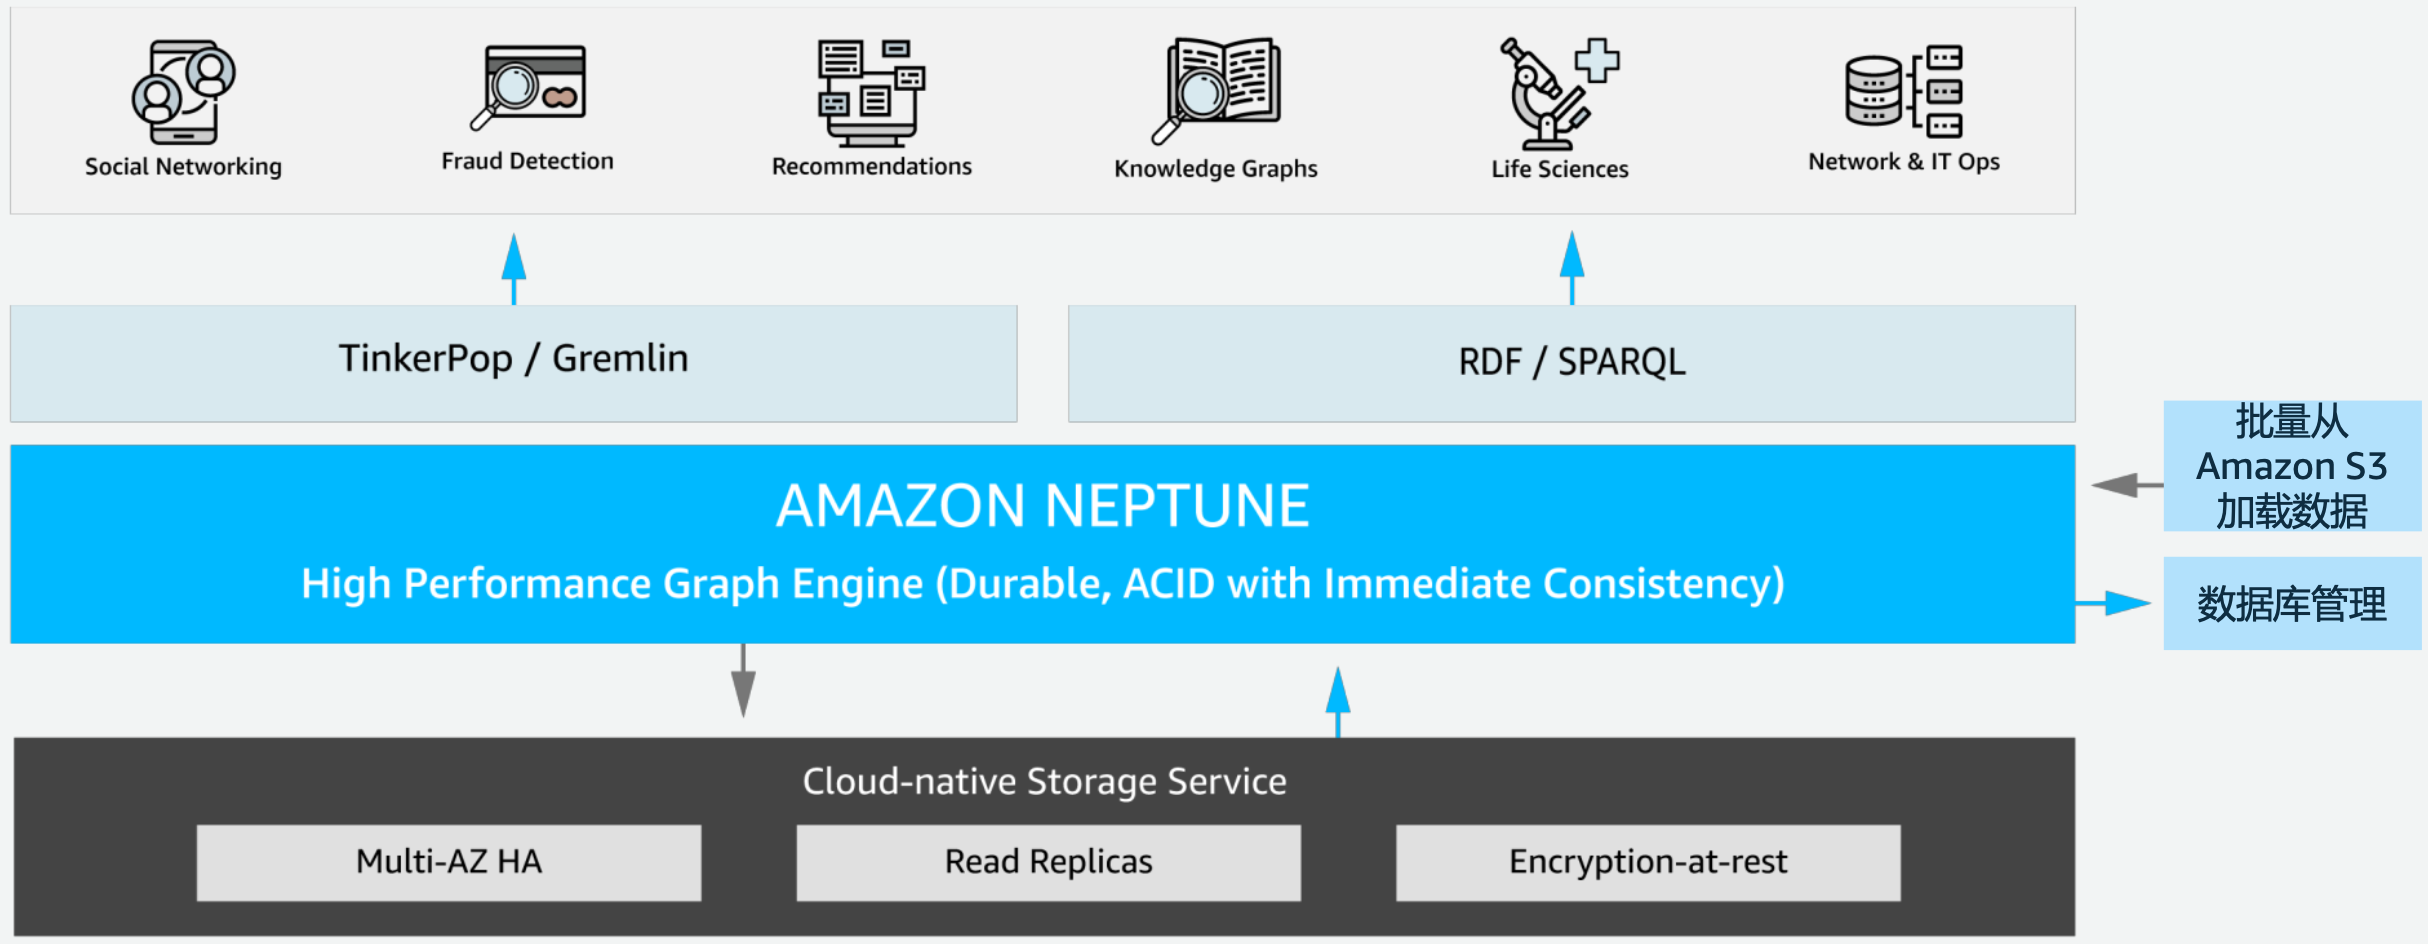 Social Networking
Fraud Detection
Recommendations
Knowledge Graphs
Life Sciences
Network & IT Ops
TinkerPop / Gremlin
RDF / SPARQL
批量从
Amazon S3
加载数据
AMAZON NEPTUNE
High Performance Graph Engine (Durable, ACID with Immediate Consistency)
数据库管理
Cloud-native Storage Service
Multi-AZ HA
Read Replicas
Encryption-at-rest